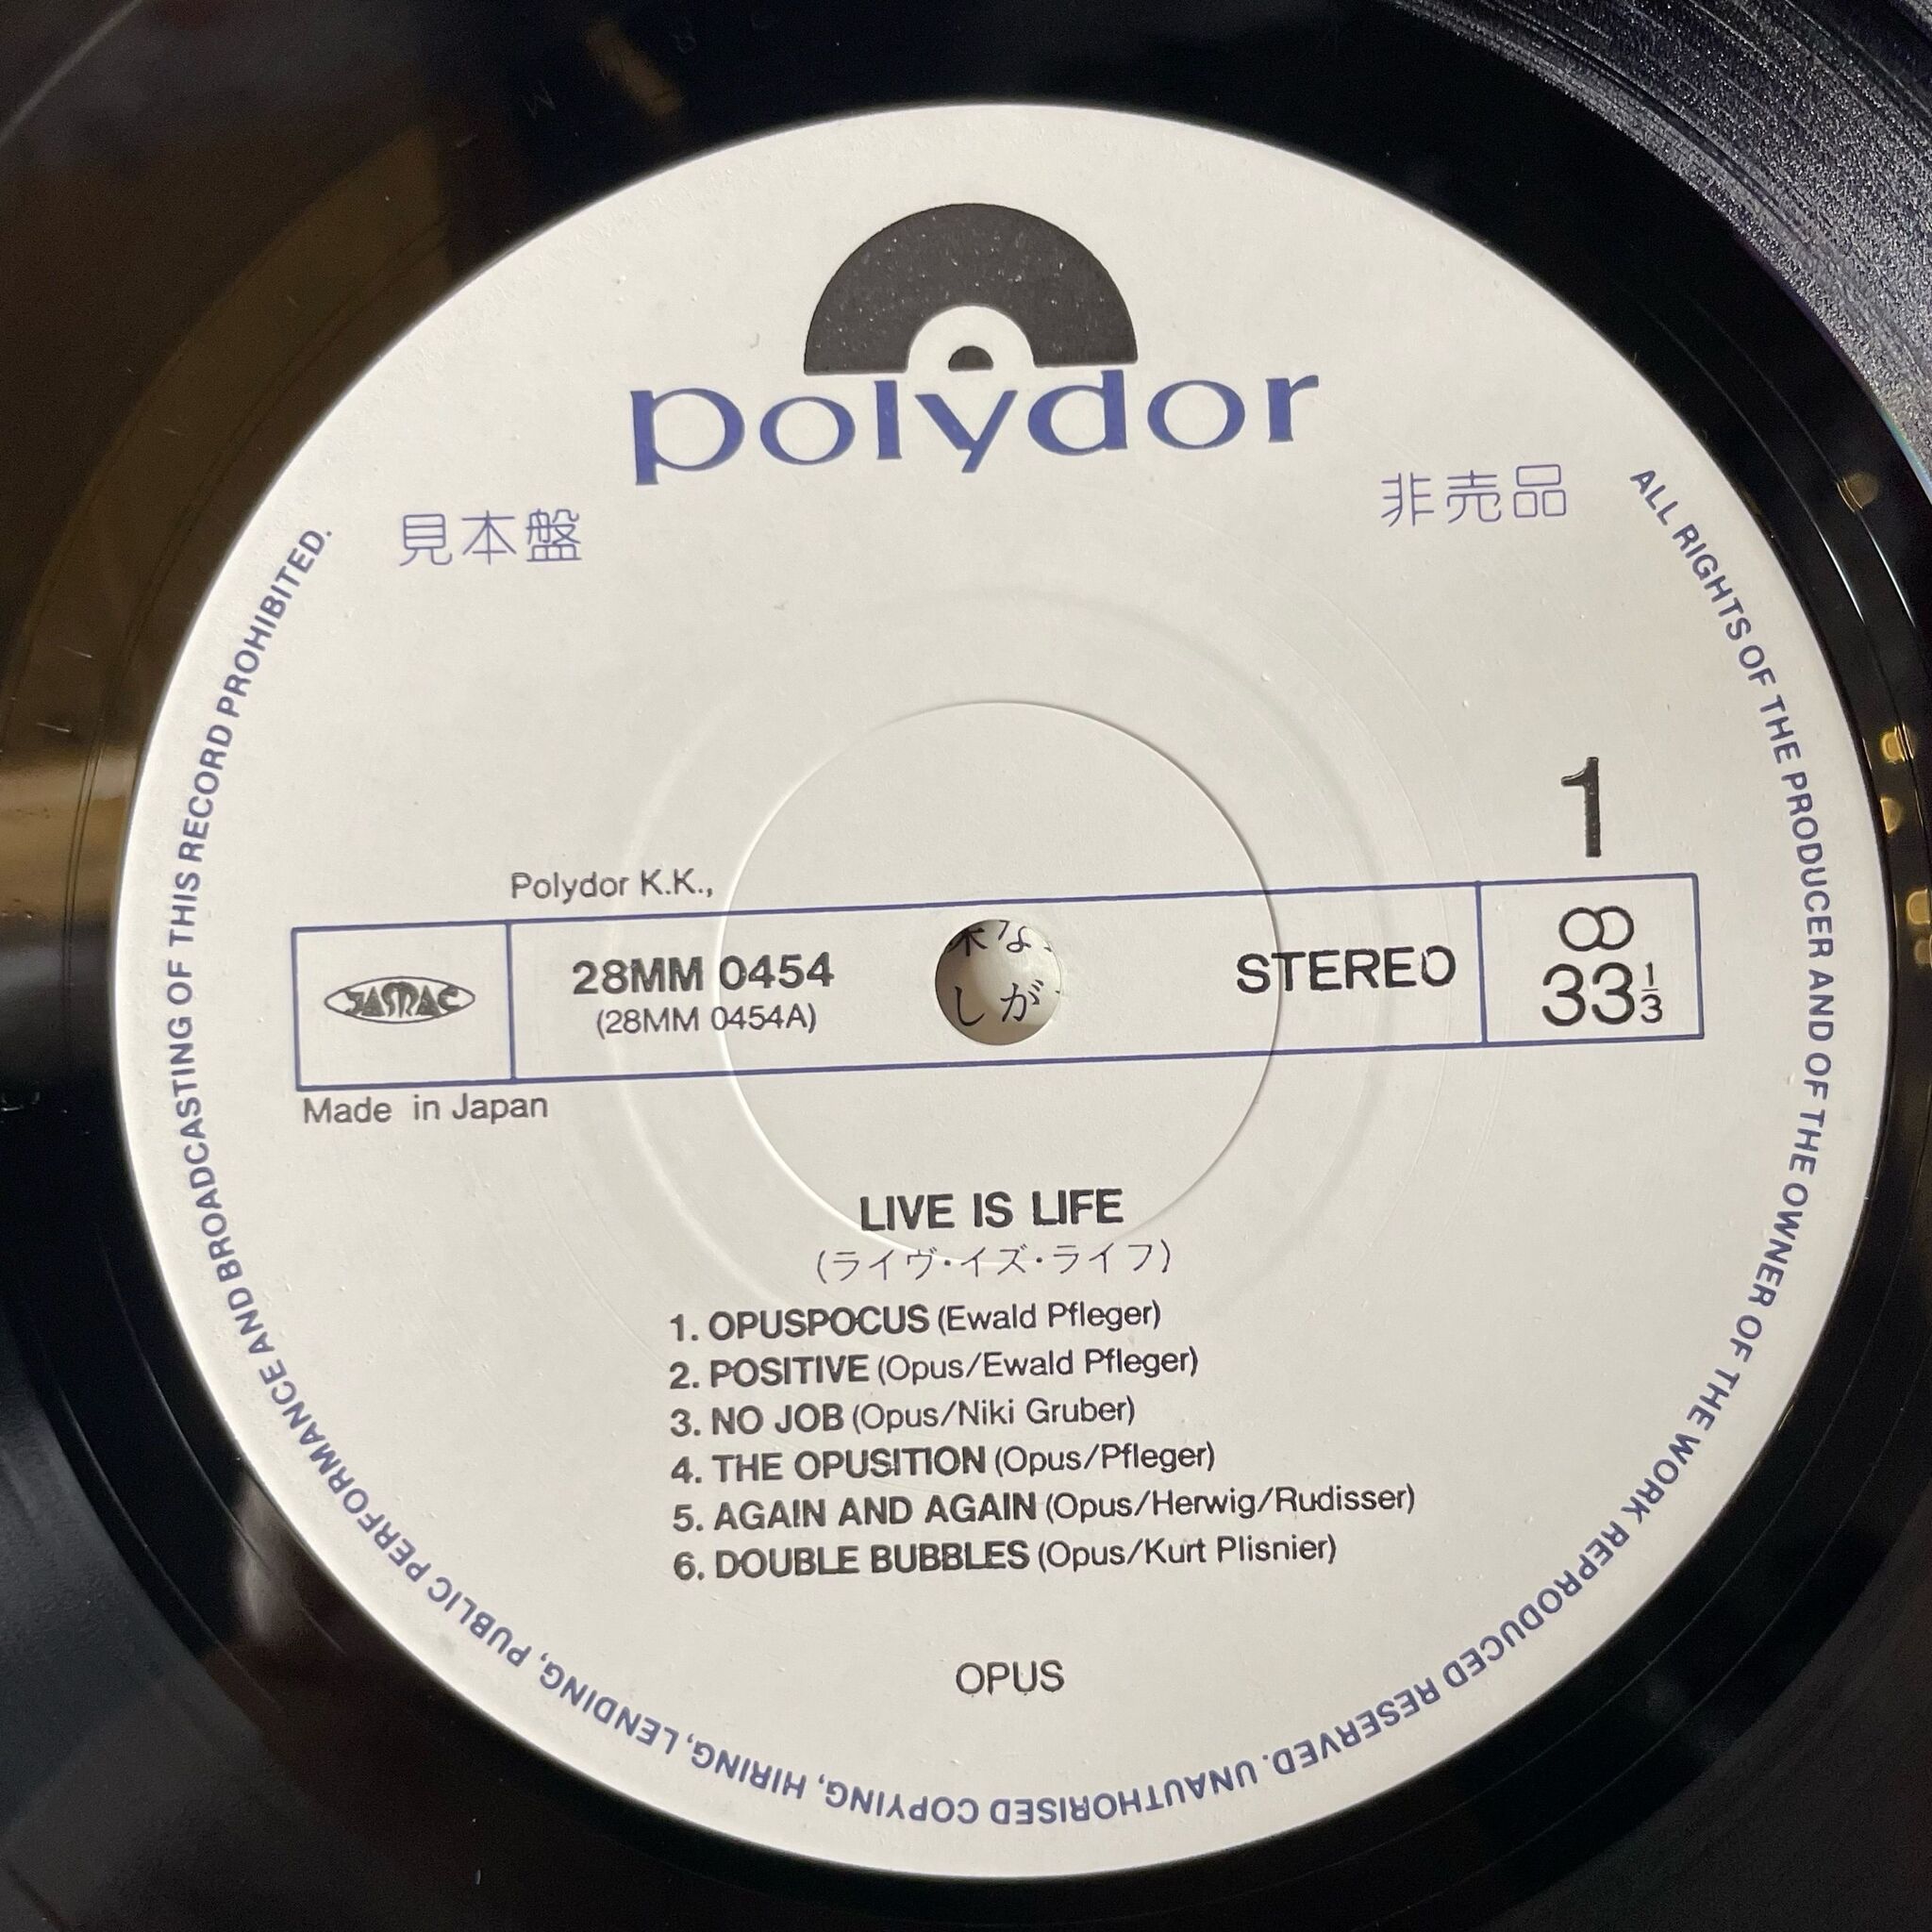 polydor
見本盤
非売品
1
Polydor K.K.,
JASRAC
28MM 0454
(28MM 0454A)
STEREO
33 1/3
Made in Japan
LIVE IS LIFE
(ライヴ・イズ・ライフ)
1. OPUSPOCUS (Ewald Pfleger)
2. POSITIVE (Opus/Ewald Pfleger)
3. NO JOB (Opus/Niki Gruber)
4. THE OPUSITION (Opus/Pfleger)
5. AGAIN AND AGAIN (Opus/Herwig/Rudisser)
6. DOUBLE BUBBLES (Opus/Kurt Plisnier)
OPUS
ALL RIGHTS OF THE PRODUCER AND OF THE OWNER OF THE WORK REPRODUCED RESERVED. UNAUTHORISED COPYING, HIRING, LENDING, PUBLIC PERFORMANCE AND BROADCASTING OF THIS RECORD PROHIBITED.